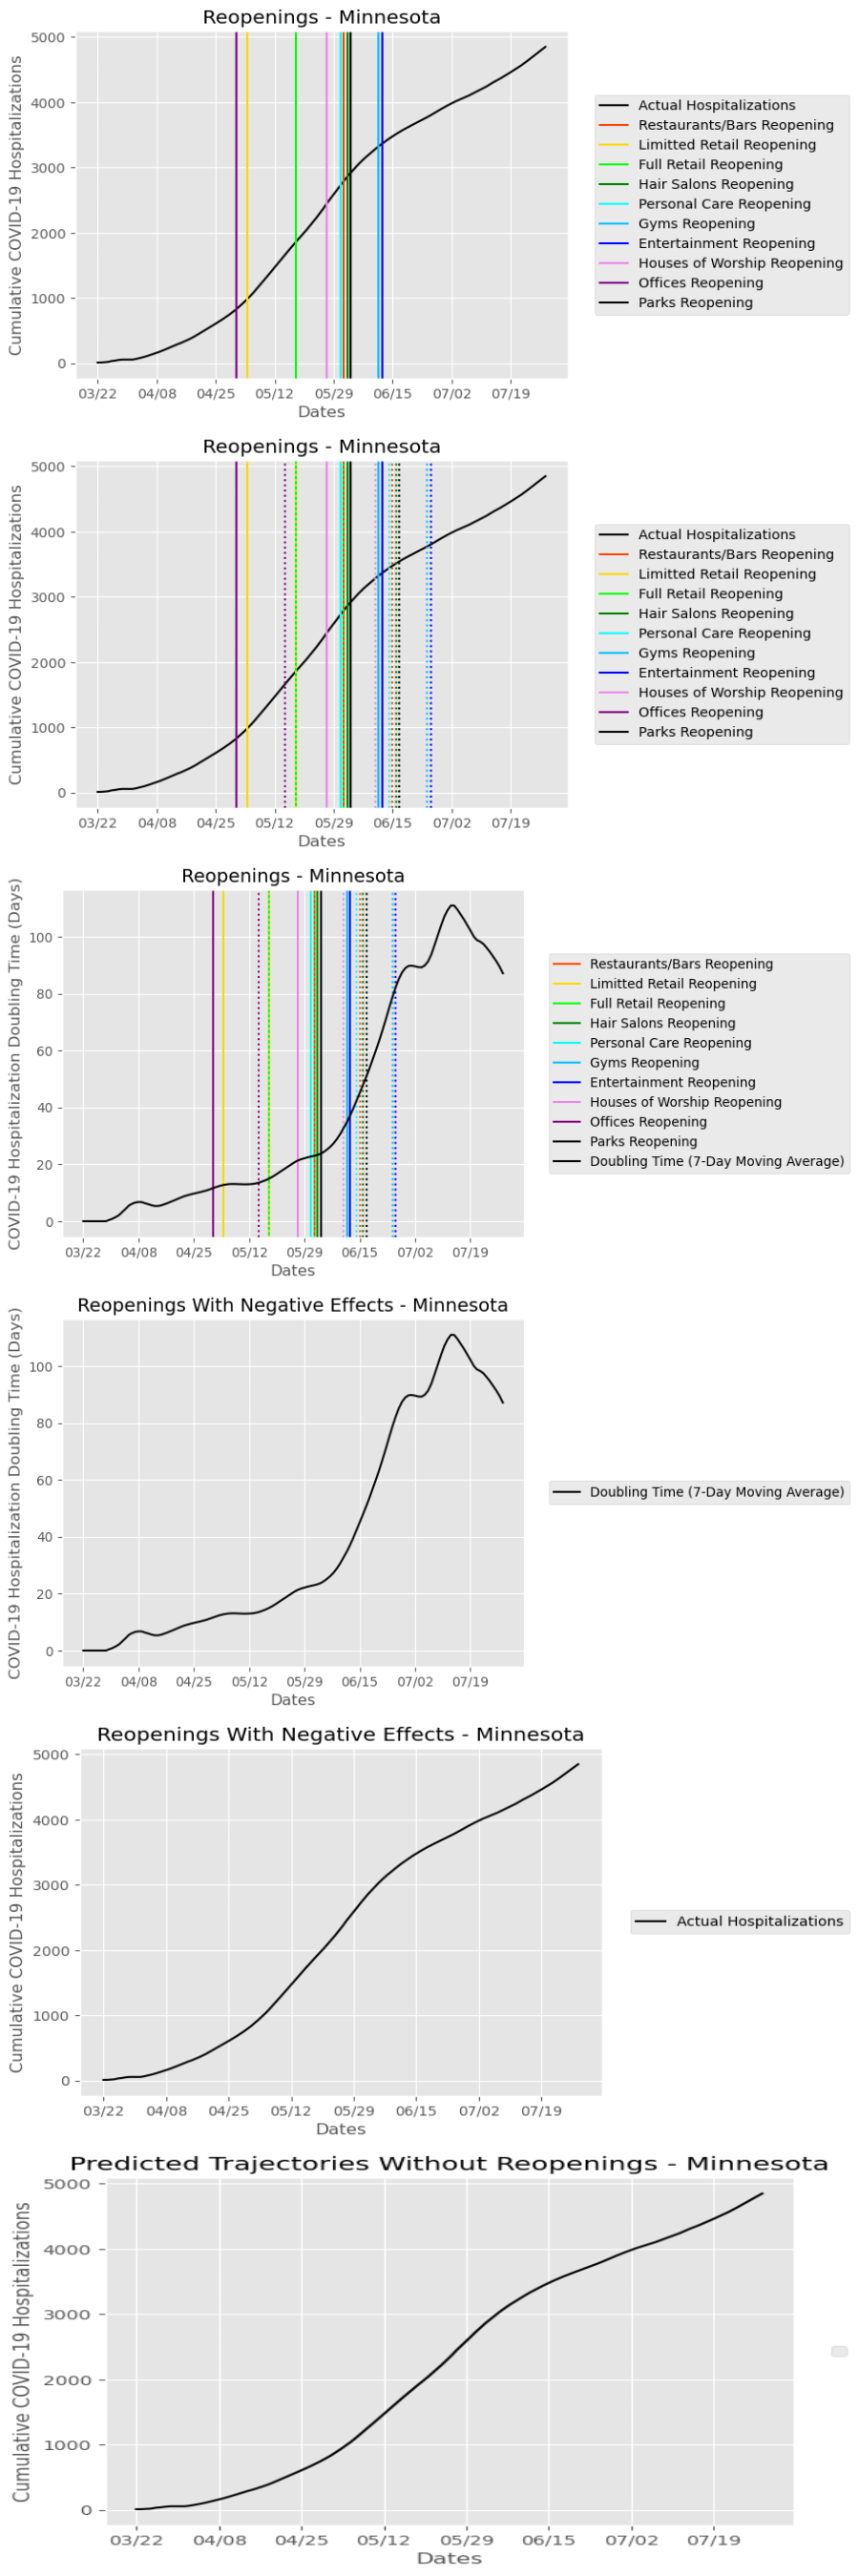 Reopenings - Minnesota
Cumulative COVID-19 Hospitalizations
5000
4000
3000
2000
1000
0
03/22 04/08 04/25 05/12 05/29 06/15 07/02 07/19
Dates
Actual Hospitalizations
Restaurants/Bars Reopening
Limitted Retail Reopening
Full Retail Reopening
Hair Salons Reopening
Personal Care Reopening
Gyms Reopening
Entertainment Reopening
Houses of Worship Reopening
Offices Reopening
Parks Reopening
Reopenings - Minnesota
Cumulative COVID-19 Hospitalizations
5000
4000
3000
2000
1000
0
03/22 04/08 04/25 05/12 05/29 06/15 07/02 07/19
Dates
Actual Hospitalizations
Restaurants/Bars Reopening
Limitted Retail Reopening
Full Retail Reopening
Hair Salons Reopening
Personal Care Reopening
Gyms Reopening
Entertainment Reopening
Houses of Worship Reopening
Offices Reopening
Parks Reopening
Reopenings - Minnesota
COVID-19 Hospitalization Doubling Time (Days)
100
80
60
40
20
0
03/22 04/08 04/25 05/12 05/29 06/15 07/02 07/19
Dates
Restaurants/Bars Reopening
Limitted Retail Reopening
Full Retail Reopening
Hair Salons Reopening
Personal Care Reopening
Gyms Reopening
Entertainment Reopening
Houses of Worship Reopening
Offices Reopening
Parks Reopening
Doubling Time (7-Day Moving Average)
Reopenings With Negative Effects - Minnesota
COVID-19 Hospitalization Doubling Time (Days)
100
80
60
40
20
0
03/22 04/08 04/25 05/12 05/29 06/15 07/02 07/19
Dates
Doubling Time (7-Day Moving Average)
Reopenings With Negative Effects - Minnesota
Cumulative COVID-19 Hospitalizations
5000
4000
3000
2000
1000
0
03/22 04/08 04/25 05/12 05/29 06/15 07/02 07/19
Dates
Actual Hospitalizations
Predicted Trajectories Without Reopenings - Minnesota
Cumulative COVID-19 Hospitalizations
5000
4000
3000
2000
1000
0
03/22 04/08 04/25 05/12 05/29 06/15 07/02 07/19
Dates